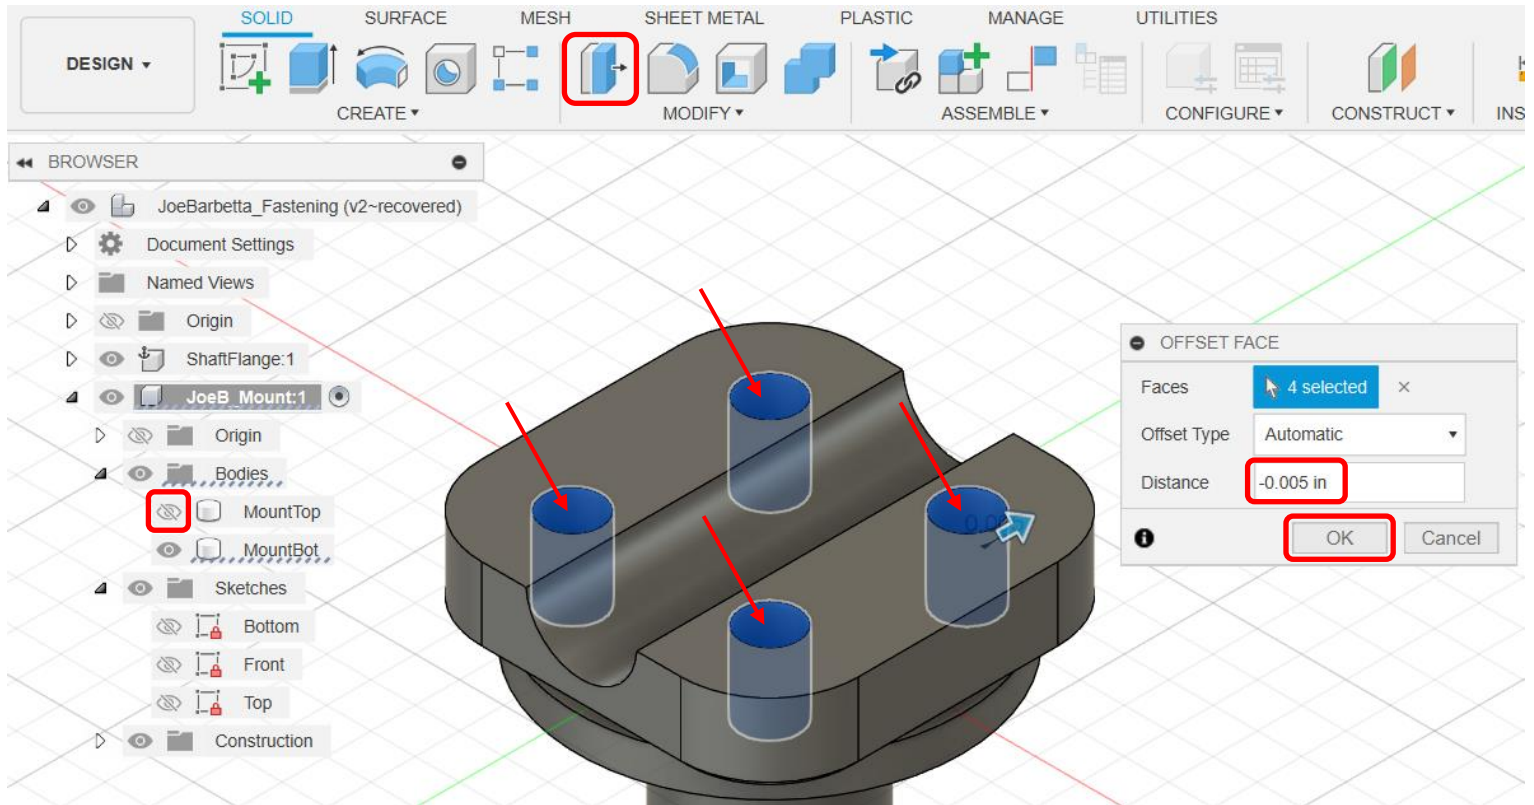 SOLID SURFACE MESH SHEET METAL PLASTIC MANAGE UTILITIES
DESIGN ▾
CREATE ▾ MODIFY ▾ ASSEMBLE ▾ CONFIGURE ▾ CONSTRUCT ▾ INS
BROWSER
JoeBarbetta_Fastening (v2~recovered)
Document Settings
Named Views
Origin
ShaftFlange:1
JoeB_Mount:1
Origin
Bodies
MountTop
MountBot
Sketches
Bottom
Front
Top
Construction
OFFSET FACE
Faces 4 selected ×
Offset Type Automatic ▾
Distance -0.005 in
OK Cancel